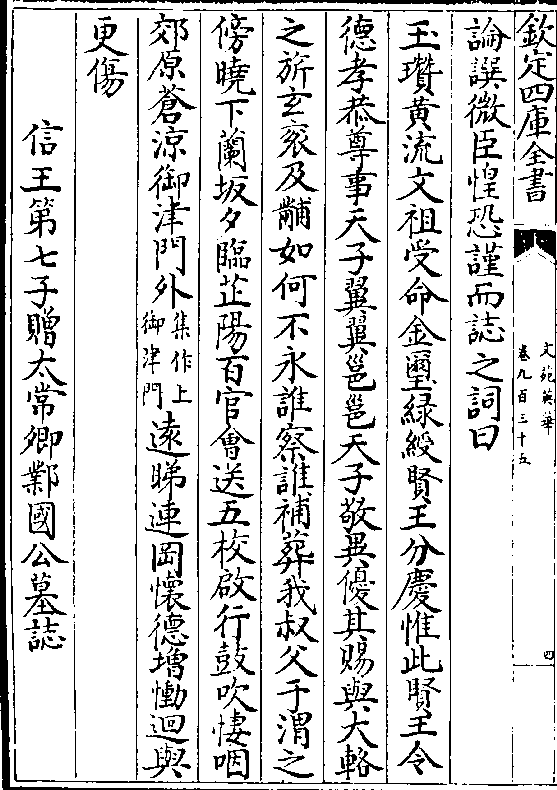 欽定四庫全書
文苑英華
卷九百三十五
四
論譔微臣惶恐謹而誌之詞曰
玉瓚黄流文祖受命金璽緑綬賢王分慶惟此賢王令
德孝恭尊事天子翼翼邕邕天子敬異優其賜與大輅
之旂玄衮及黼如何不永誰察誰補葬我叔父于渭之
傍曉下蘭坂夕臨芷陽百官會送五校啟行鼓吹悽咽
郊原蒼涼御津門外集作上御津門逺睇連岡懐德増慟迴輿
更傷
信王第七子贈太常卿鄴國公墓誌